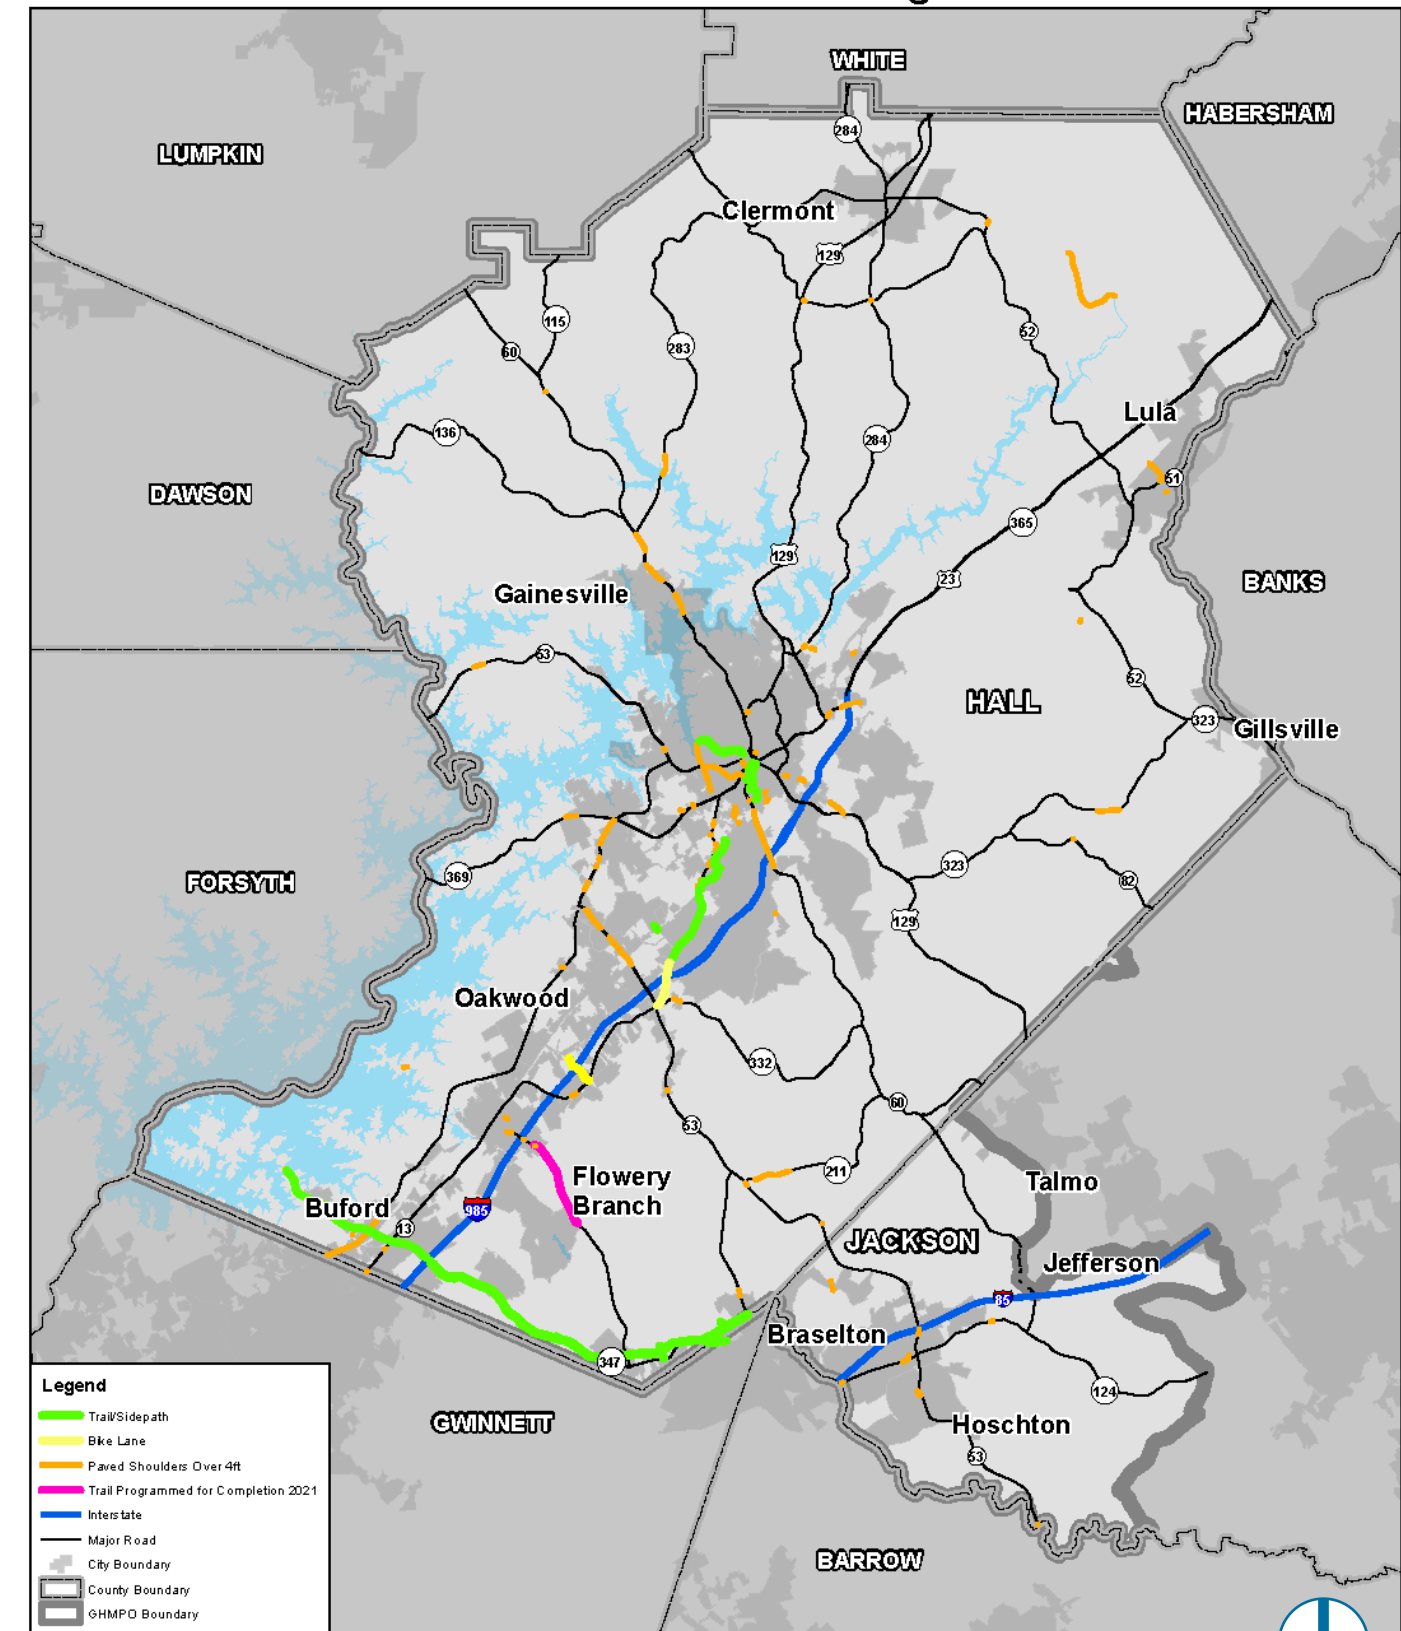 WHITE
HABERSHAM
284
LUMPKIN
Clermont
129
115
60
283
52
136
284
Lula
DAWSON
51
365
129
23
BANKS
Gainesville
53
52
HALL
323
Gillsville
FORSYTH
369
323
82
129
Oakwood
332
60
53
211
Flowery
Branch
Talmo
Buford
985
13
JACKSON
Jefferson
85
Braselton
347
124
GWINNETT
Hoschton
53
BARROW
Legend
Trail/Sidepath
Bike Lane
Paved Shoulders Over 4ft
Trail Programmed for Completion 2021
Interstate
Major Road
City Boundary
County Boundary
GHMPO Boundary